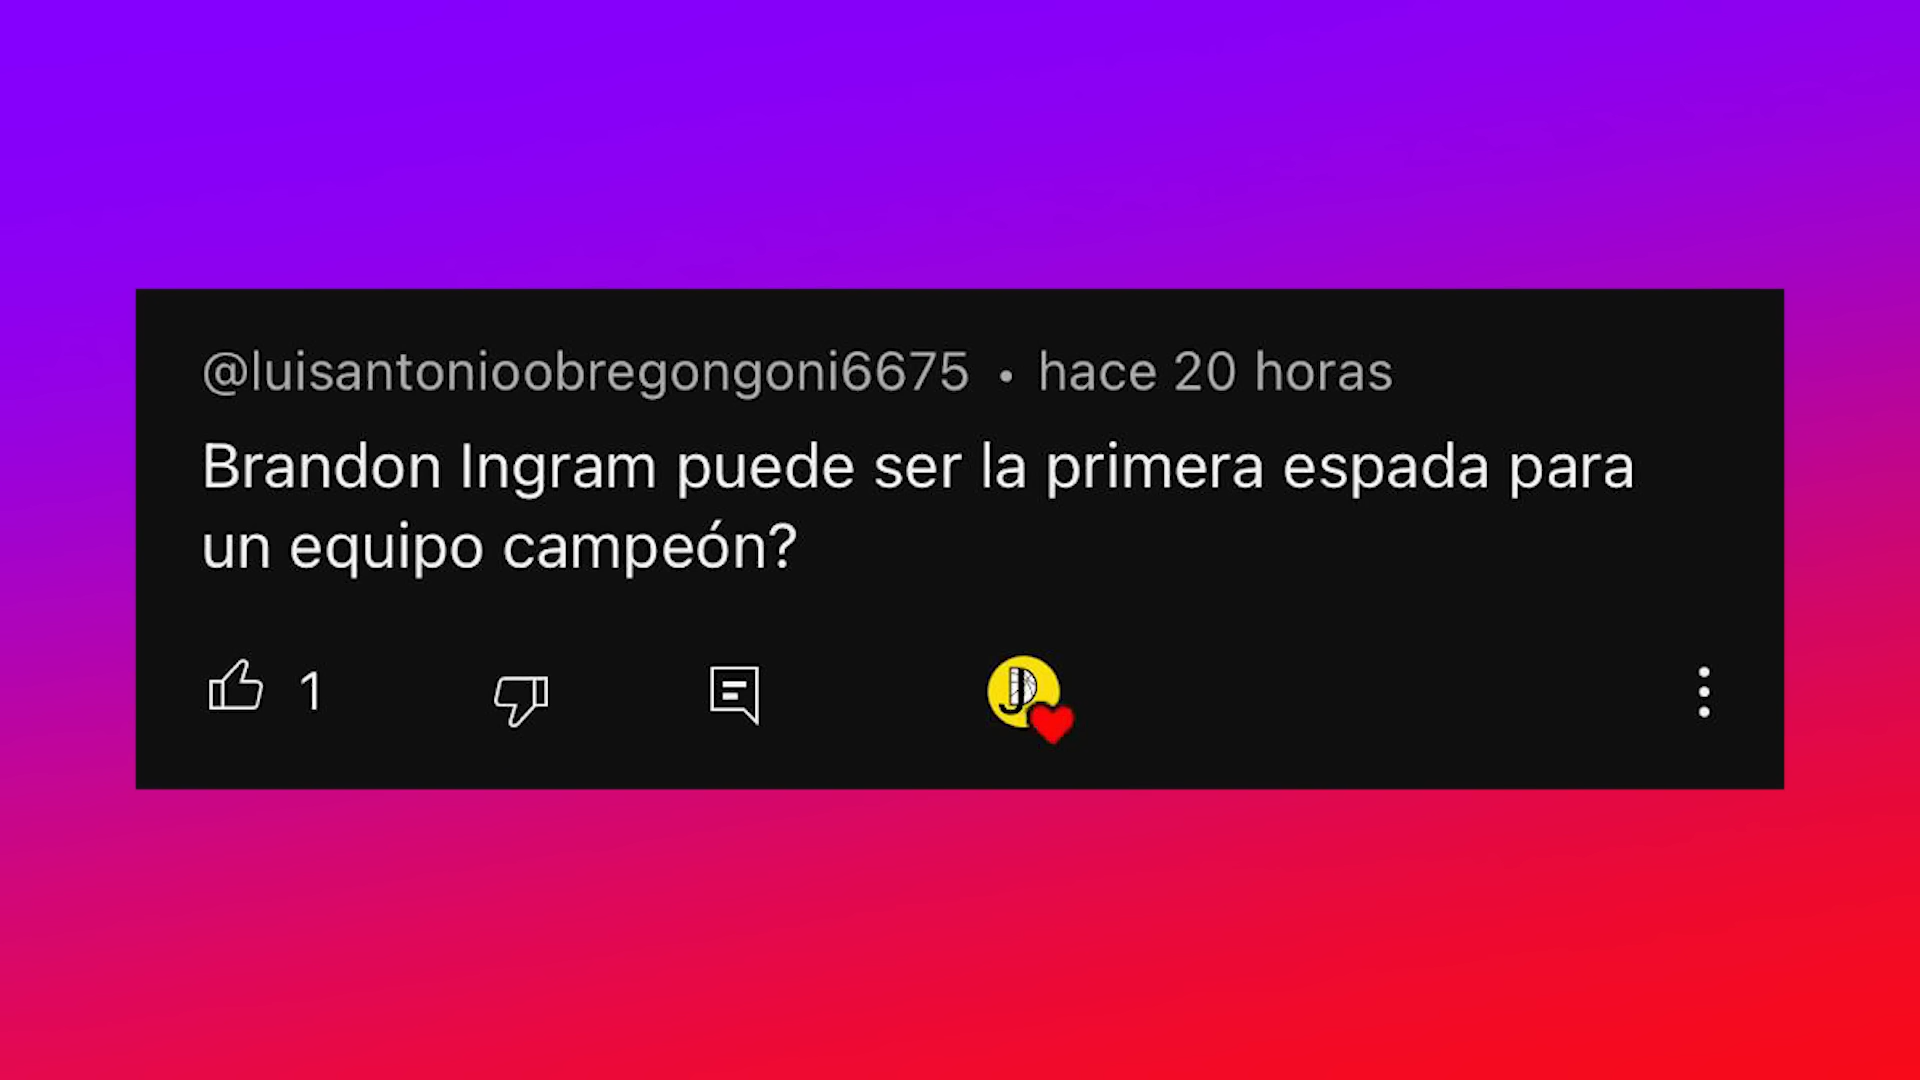 @luisantonioobregongoni6675 • hace 20 horas
Brandon Ingram puede ser la primera espada para
un equipo campeón?
1